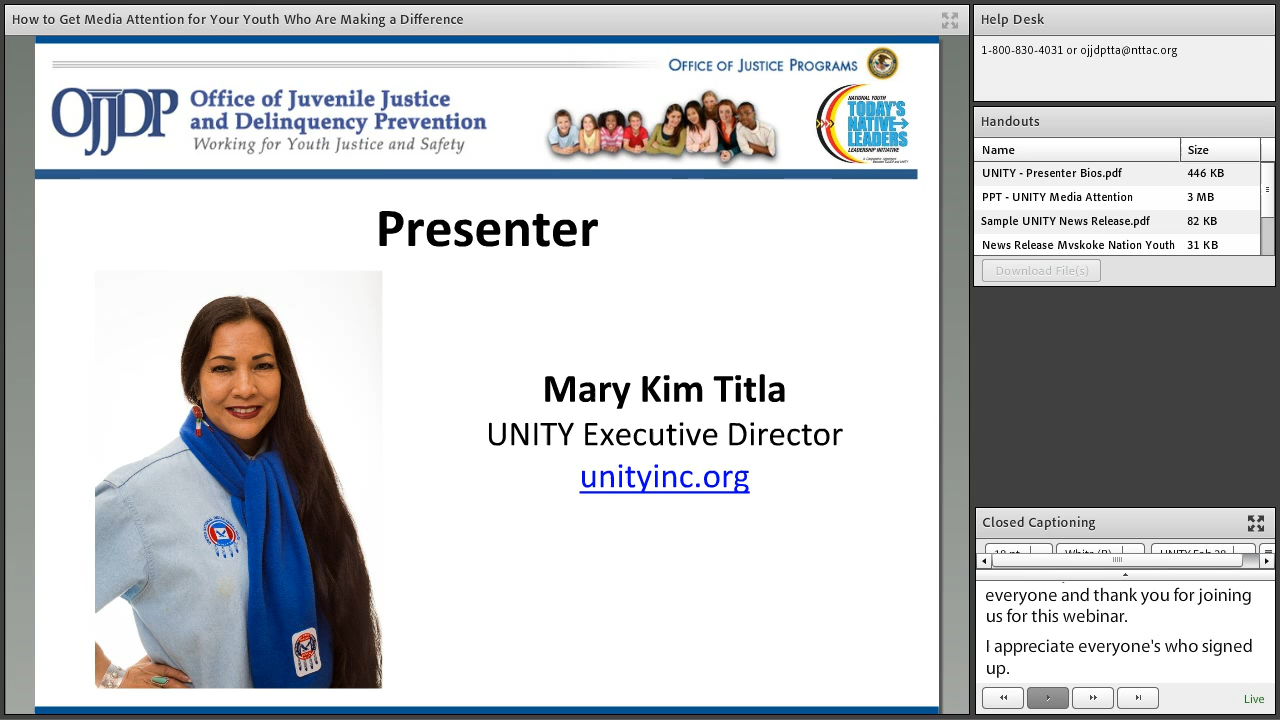 How to Get Media Attention for Your Youth Who Are Making a Difference
OFFICE OF JUSTICE PROGRAMS
OJJDP
Office of Juvenile Justice
and Delinquency Prevention
Working for Youth Justice and Safety
NATIONAL YOUTH
TODAY'S
NATIVE
LEADERS
LEADERSHIP INITIATIVE
Presenter
Mary Kim Titla
UNITY Executive Director
unityinc.org
Help Desk
1-800-830-4031 or ojjdptta@nttac.org
Handouts
Name Size
UNITY - Presenter Bios.pdf 446 KB
PPT - UNITY Media Attention 3 MB
Sample UNITY News Release.pdf 82 KB
News Release Mvskoke Nation Youth 31 KB
Download File(s)
Closed Captioning
everyone and thank you for joining
us for this webinar.
I appreciate everyone's who signed
up.
Live